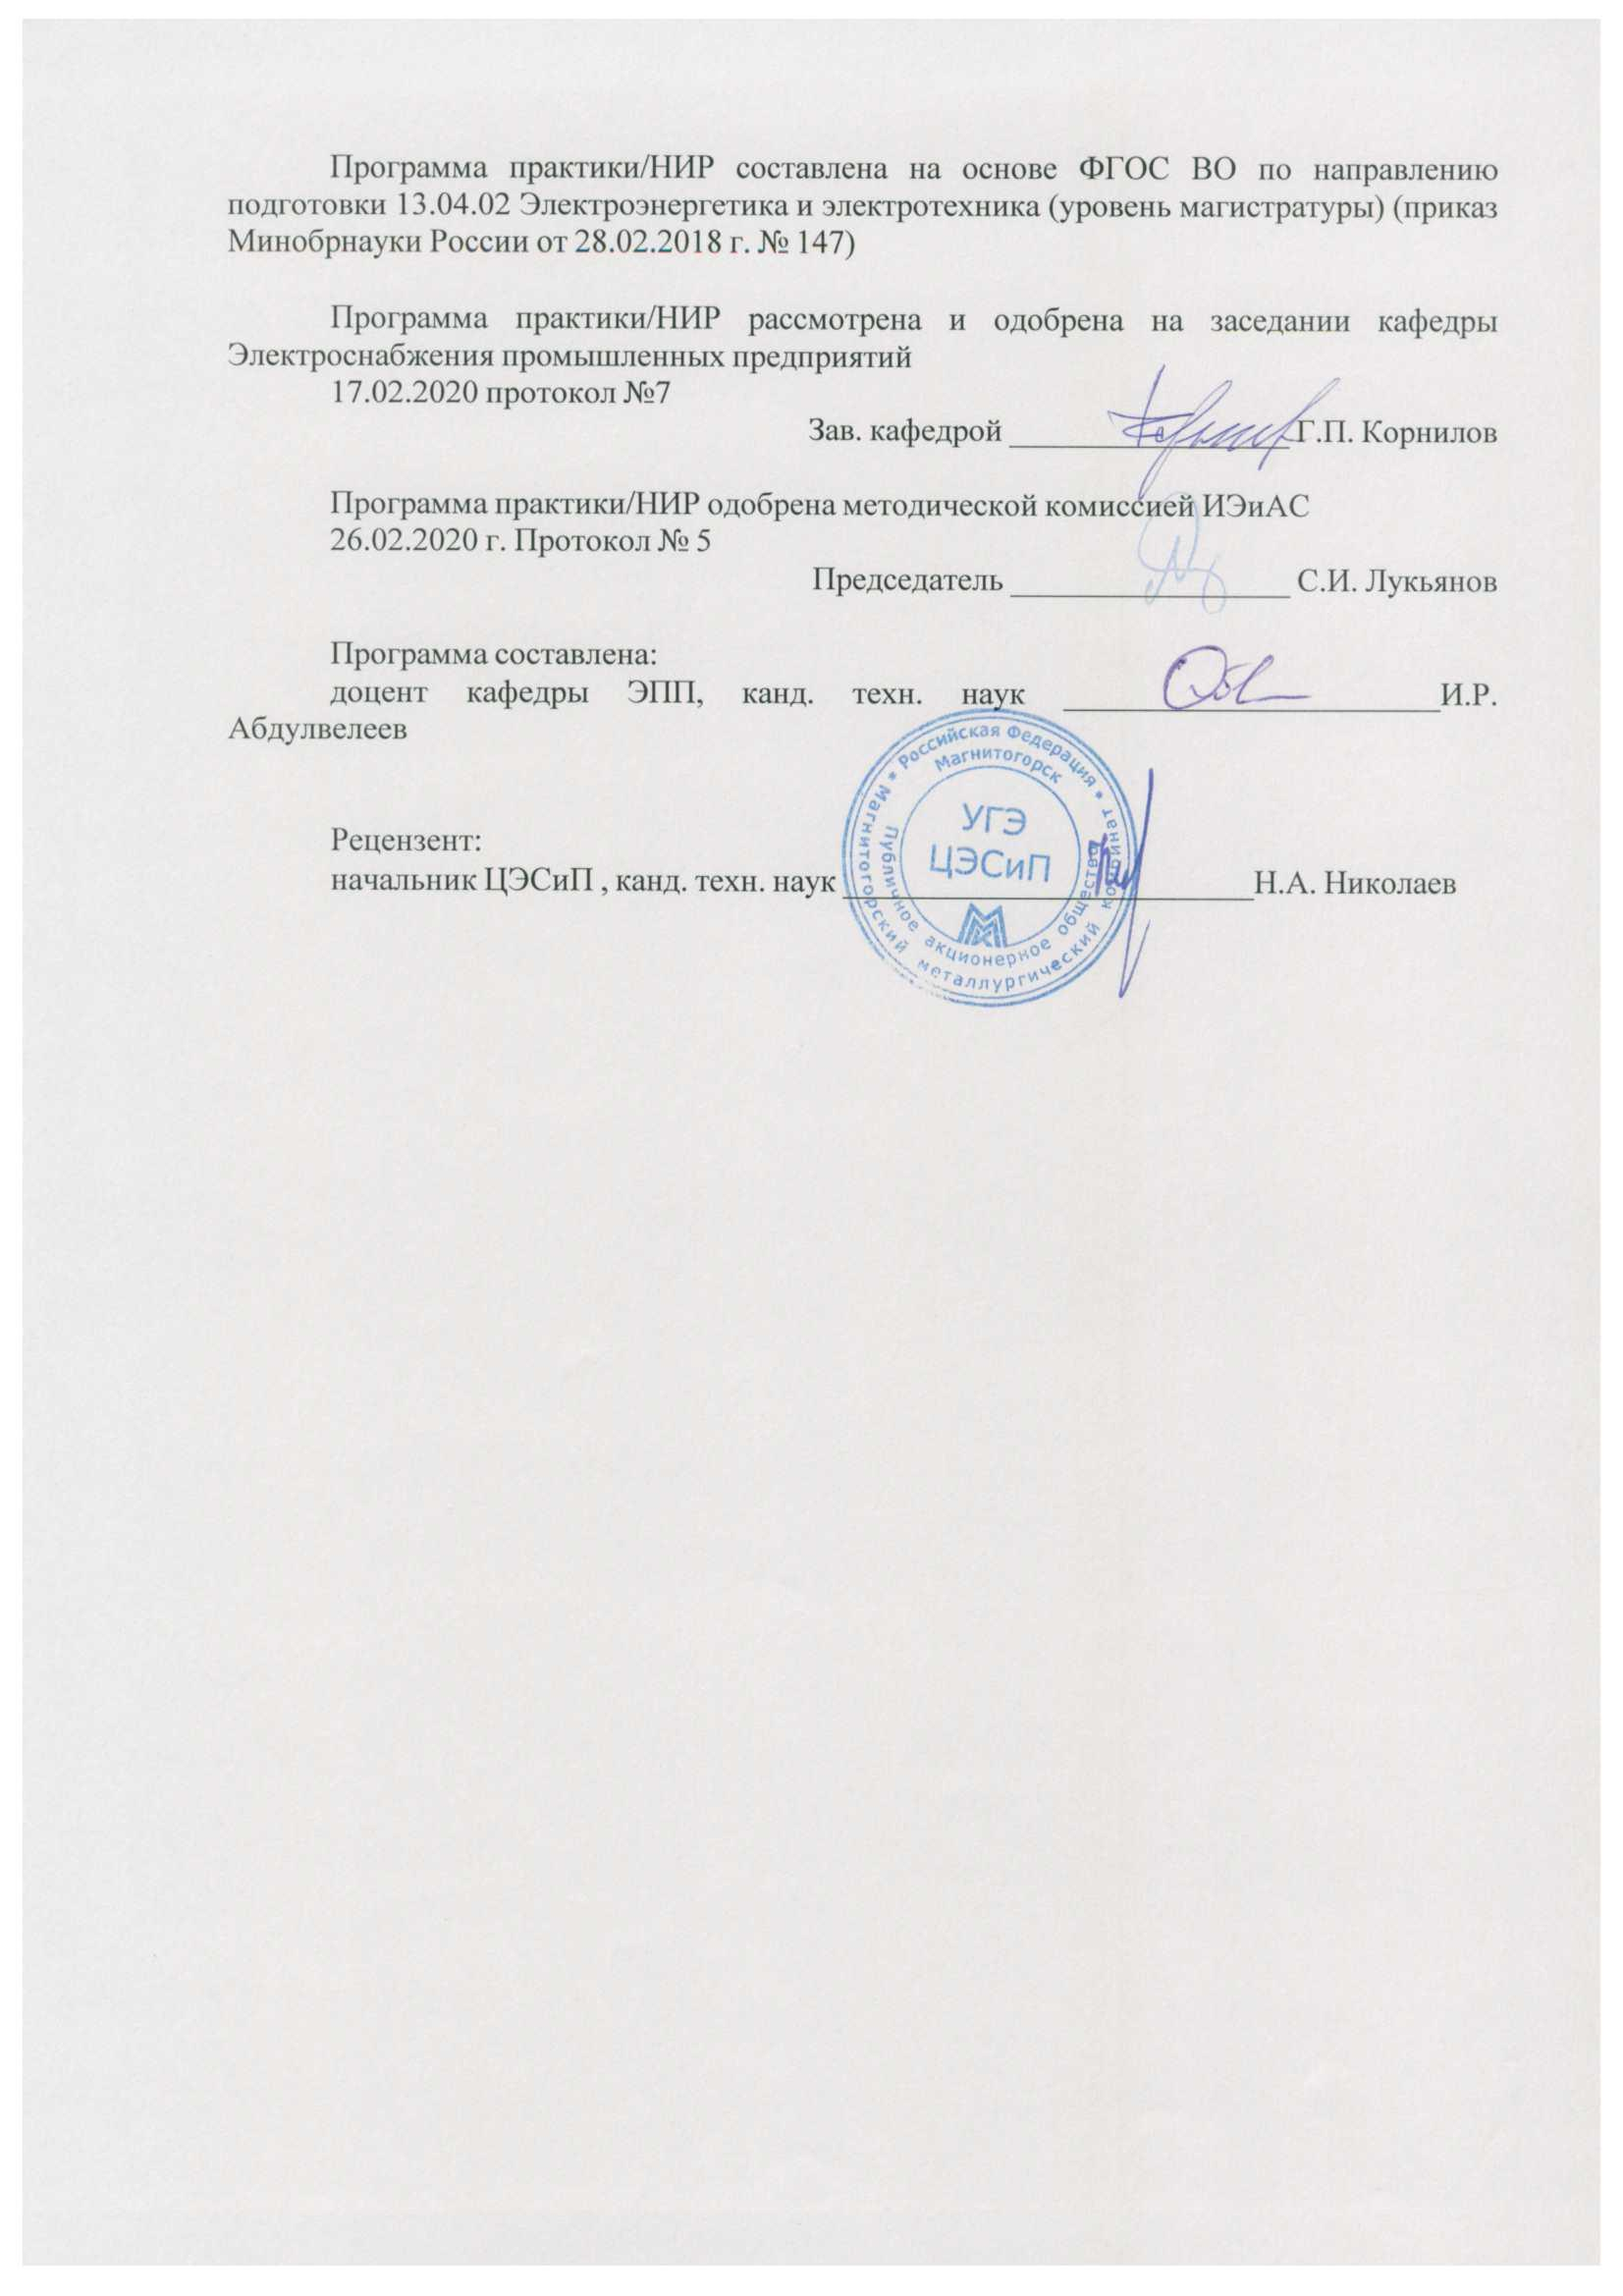 Программа практики/НИР составлена на основе ФГОС ВО по направлению
подготовки 13.04.02 Электроэнергетика и электротехника (уровень магистратуры) (приказ
Минобрнауки России от 28.02.2018 г. № 147)
Программа практики/НИР рассмотрена и одобрена на заседании кафедры
Электроснабжения промышленных предприятий
17.02.2020 протокол №7
Зав. кафедрой Г.П. Корнилов
Программа практики/НИР одобрена методической комиссией ИЭиАС
26.02.2020 г. Протокол № 5
Председатель С.И. Лукьянов
Программа составлена:
доцент кафедры ЭПП, канд. техн. наук И.Р.
Абдулвелеев
Рецензент:
начальник ЦЭСиП , канд. техн. наук Н.А. Николаев
Российская Федерация * Магнитогорск
Магнитогорский металлургический комбинат
Публичное акционерное общество
УГЭ
ЦЭСиП